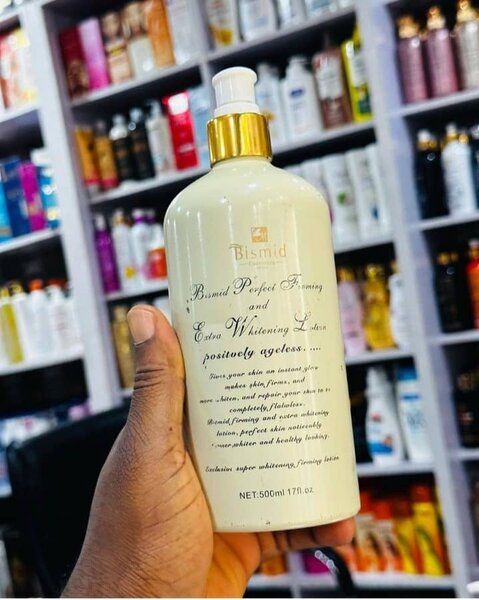 Bismid
Bismid Perfect Firming
and
Extra Whitening Lotion
positively ageless.....
Gives your skin an instant glow
makes skin firms, and
more whiten, and repair your skin to
completely flawless.
Bismid firming and extra whitening
lotion, perfect skin noticeably
firmer, whiter and healthy looking.
Exclusive super whitening firming lotion
NET:500ml 17fl.oz